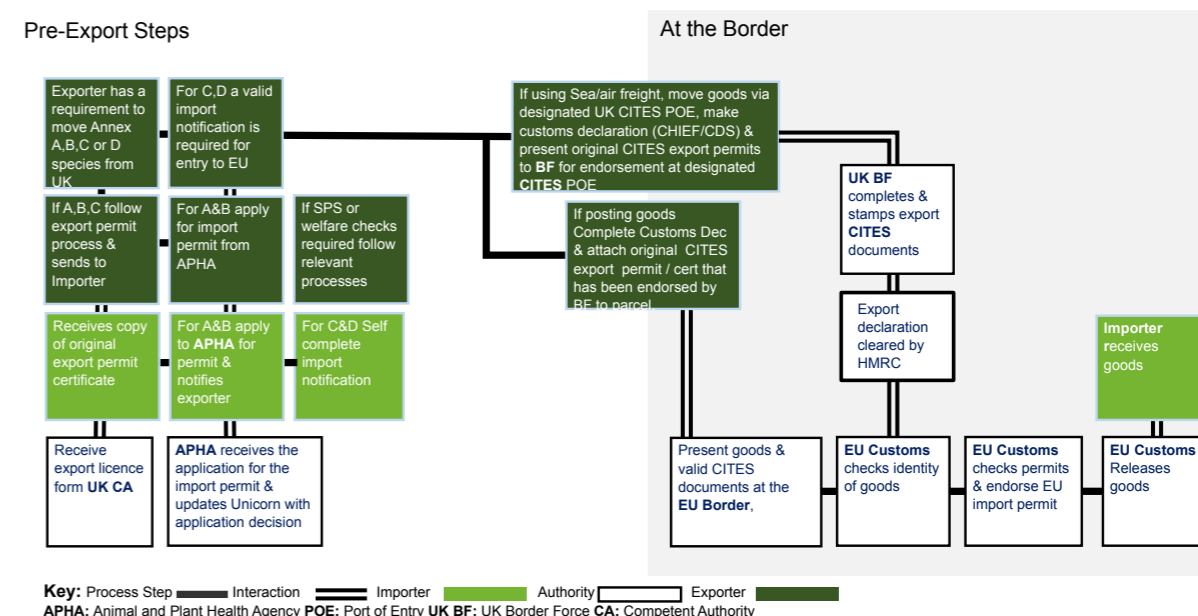 Pre-Export Steps
At the Border
Exporter has a
requirement to
move Annex
A,B,C or D
species from
UK
For C,D a valid
import
notification is
required for
entry to EU
If using Sea/air freight, move goods via
designated UK CITES POE, make
customs declaration (CHIEF/CDS) &
present original CITES export permits
to BF for endorsement at designated
CITES POE
UK BF
completes &
stamps export
CITES
documents
If A,B,C follow
export permit
process &
sends to
Importer
For A&B apply
for import
permit from
APHA
If SPS or
welfare checks
required follow
relevant
processes
If posting goods
Complete Customs Dec
& attach original CITES
export permit / cert that
has been endorsed by
BF to parcel
Export
declaration
cleared by
HMRC
Receives copy
of original
export permit
certificate
For A&B apply
to APHA for
permit &
notifies
exporter
For C&D Self
complete
import
notification
Importer
receives
goods
Receive
export licence
form UK CA
APHA receives the
application for the
import permit &
updates Unicorn with
application decision
Present goods &
valid CITES
documents at the
EU Border,
EU Customs
checks identity
of goods
EU Customs
checks permits
& endorse EU
import permit
EU Customs
Releases
goods
Key: Process Step Interaction Importer Authority Exporter
APHA: Animal and Plant Health Agency POE: Port of Entry UK BF: UK Border Force CA: Competent Authority